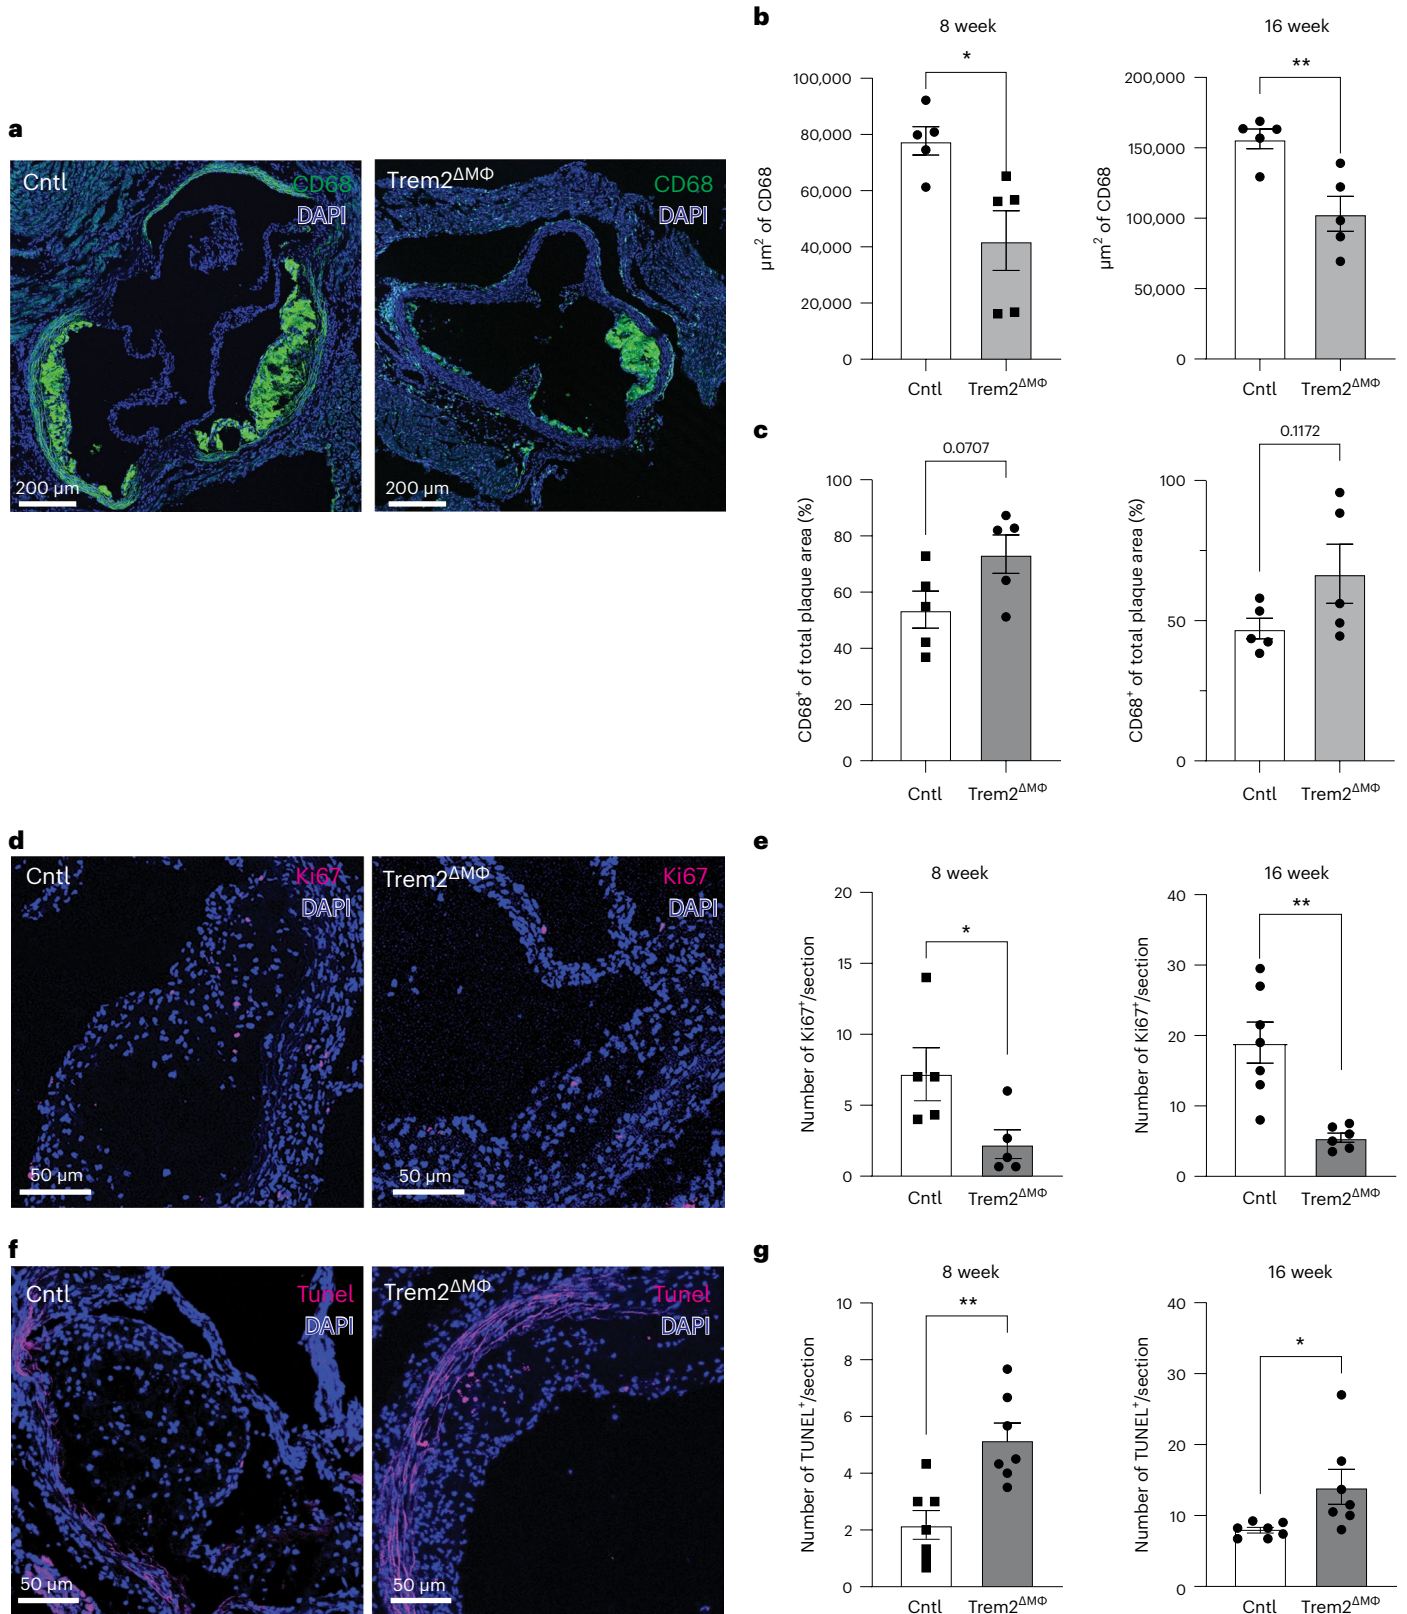 a
Cntl
CD68
DAPI
200 µm
Trem2ΔMΦ
CD68
DAPI
200 µm
b
8 week
*
µm2 of CD68
100,000
80,000
60,000
40,000
20,000
0
Cntl Trem2ΔMΦ
16 week
**
µm2 of CD68
200,000
150,000
100,000
50,000
0
Cntl Trem2ΔMΦ
c
0.0707
CD68+ of total plaque area (%)
100
80
60
40
20
0
Cntl Trem2ΔMΦ
0.1172
CD68+ of total plaque area (%)
100
50
0
Cntl Trem2ΔMΦ
d
Cntl
Ki67
DAPI
50 µm
Trem2ΔMΦ
Ki67
DAPI
50 µm
e
8 week
*
Number of Ki67+/section
20
15
10
5
0
Cntl Trem2ΔMΦ
16 week
**
Number of Ki67+/section
40
30
20
10
0
Cntl Trem2ΔMΦ
f
Cntl
Tunel
DAPI
50 µm
Trem2ΔMΦ
Tunel
DAPI
50 µm
g
8 week
**
Number of TUNEL+/section
10
8
6
4
2
0
Cntl Trem2ΔMΦ
16 week
*
Number of TUNEL+/section
40
30
20
10
0
Cntl Trem2ΔMΦ